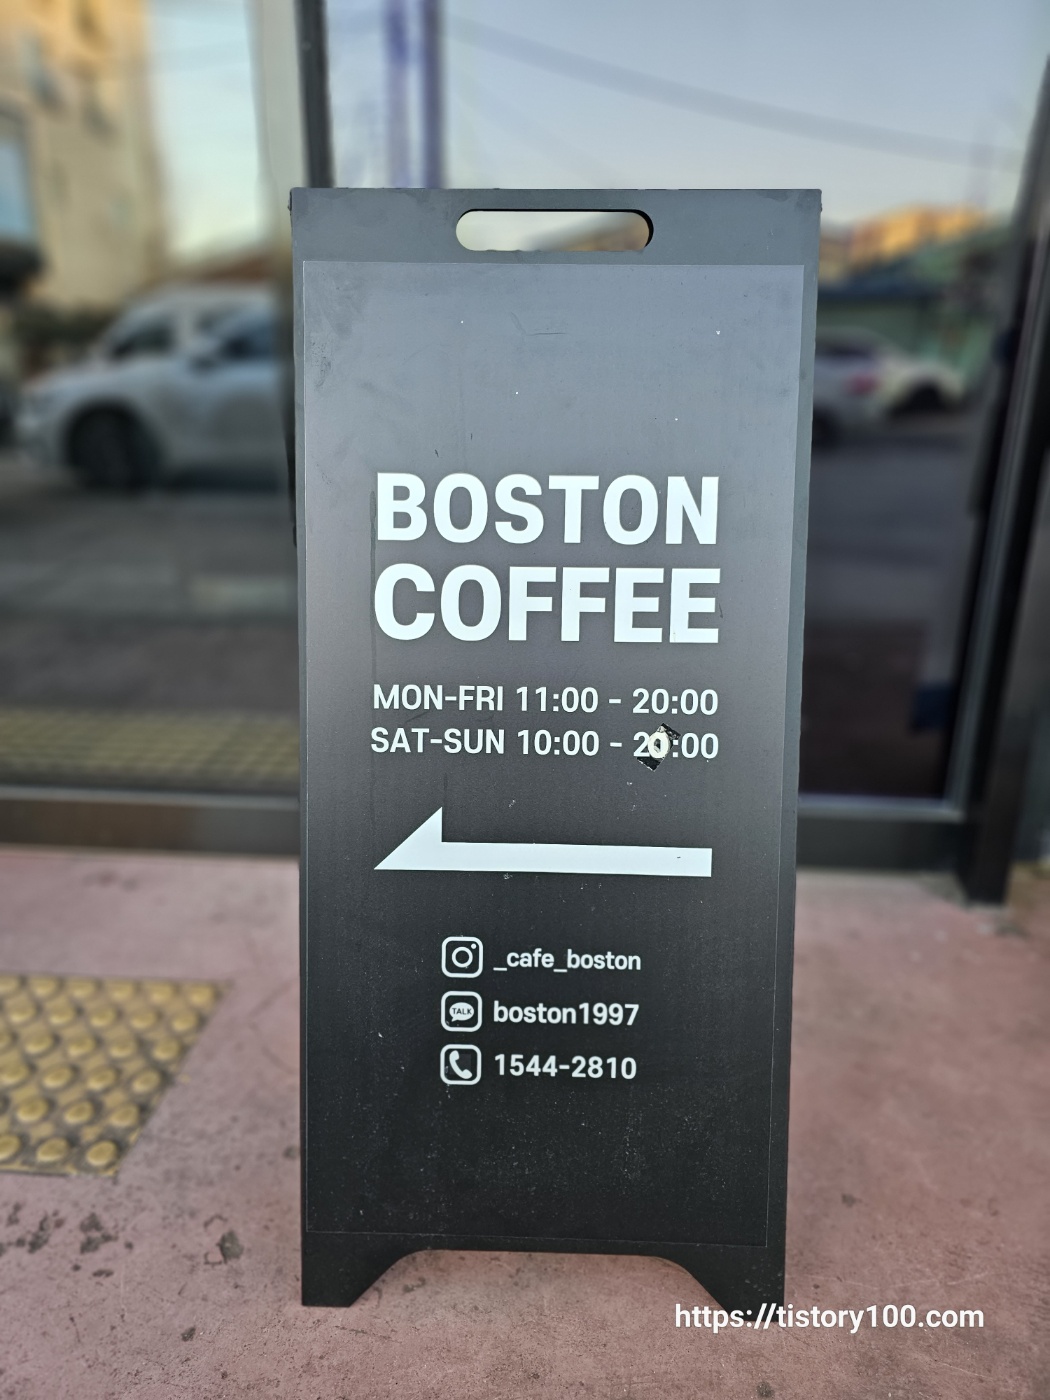 BOSTON
COFFEE
MON-FRI 11:00 - 20:00
SAT-SUN 10:00 - 20:00
_cafe_boston
TALK
boston1997
1544-2810
https://tistory100.com